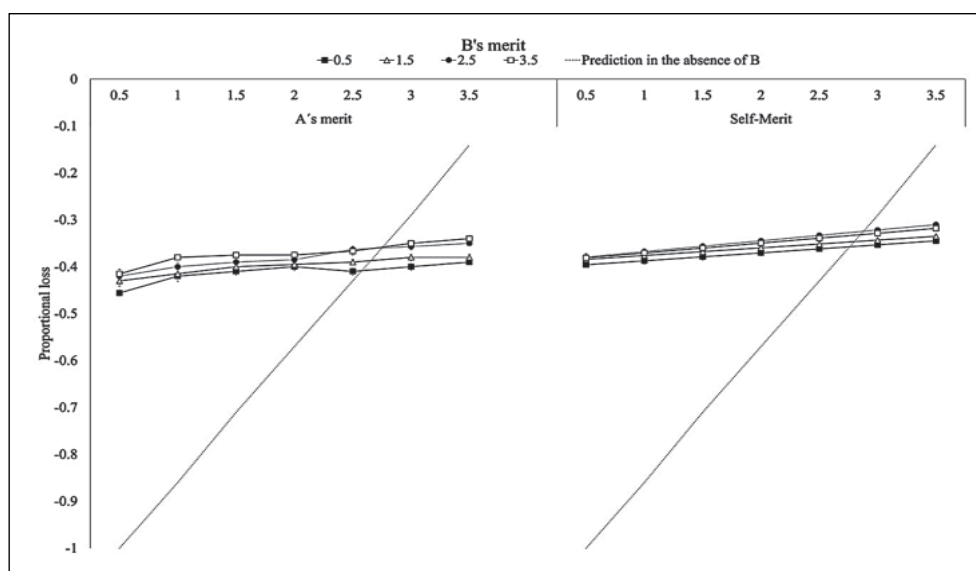 B's merit
0.5 1.5 2.5 3.5 Prediction in the absence of B
0
0.5 1 1.5 2 2.5 3 3.5 0.5 1 1.5 2 2.5 3 3.5
-0.1
A´s merit Self-Merit
-0.2
-0.3
-0.4
-0.5
-0.6
-0.7
-0.8
-0.9
-1
Proportional loss